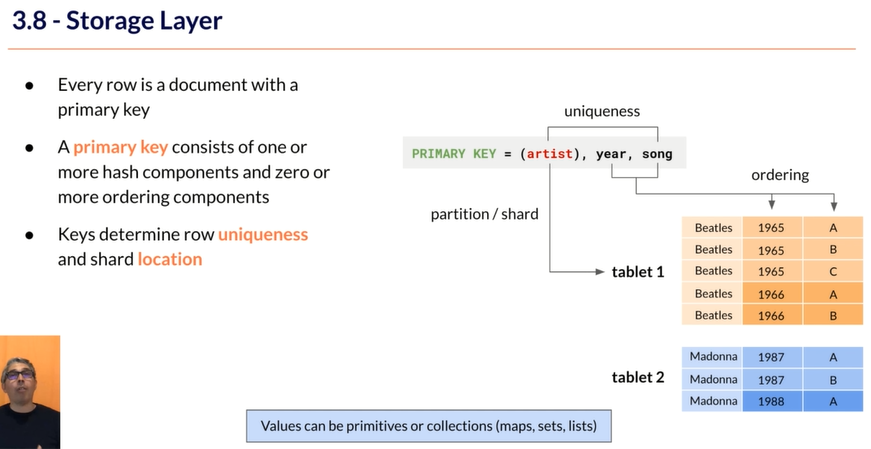 3.8 - Storage Layer
● Every row is a document with a
primary key
● A primary key consists of one or
more hash components and zero or
more ordering components
● Keys determine row uniqueness
and shard location
uniqueness
PRIMARY KEY = (artist), year, song
ordering
partition / shard
tablet 1
Beatles 1965 A
Beatles 1965 B
Beatles 1965 C
Beatles 1966 A
Beatles 1966 B
tablet 2
Madonna 1987 A
Madonna 1987 B
Madonna 1988 A
Values can be primitives or collections (maps, sets, lists)